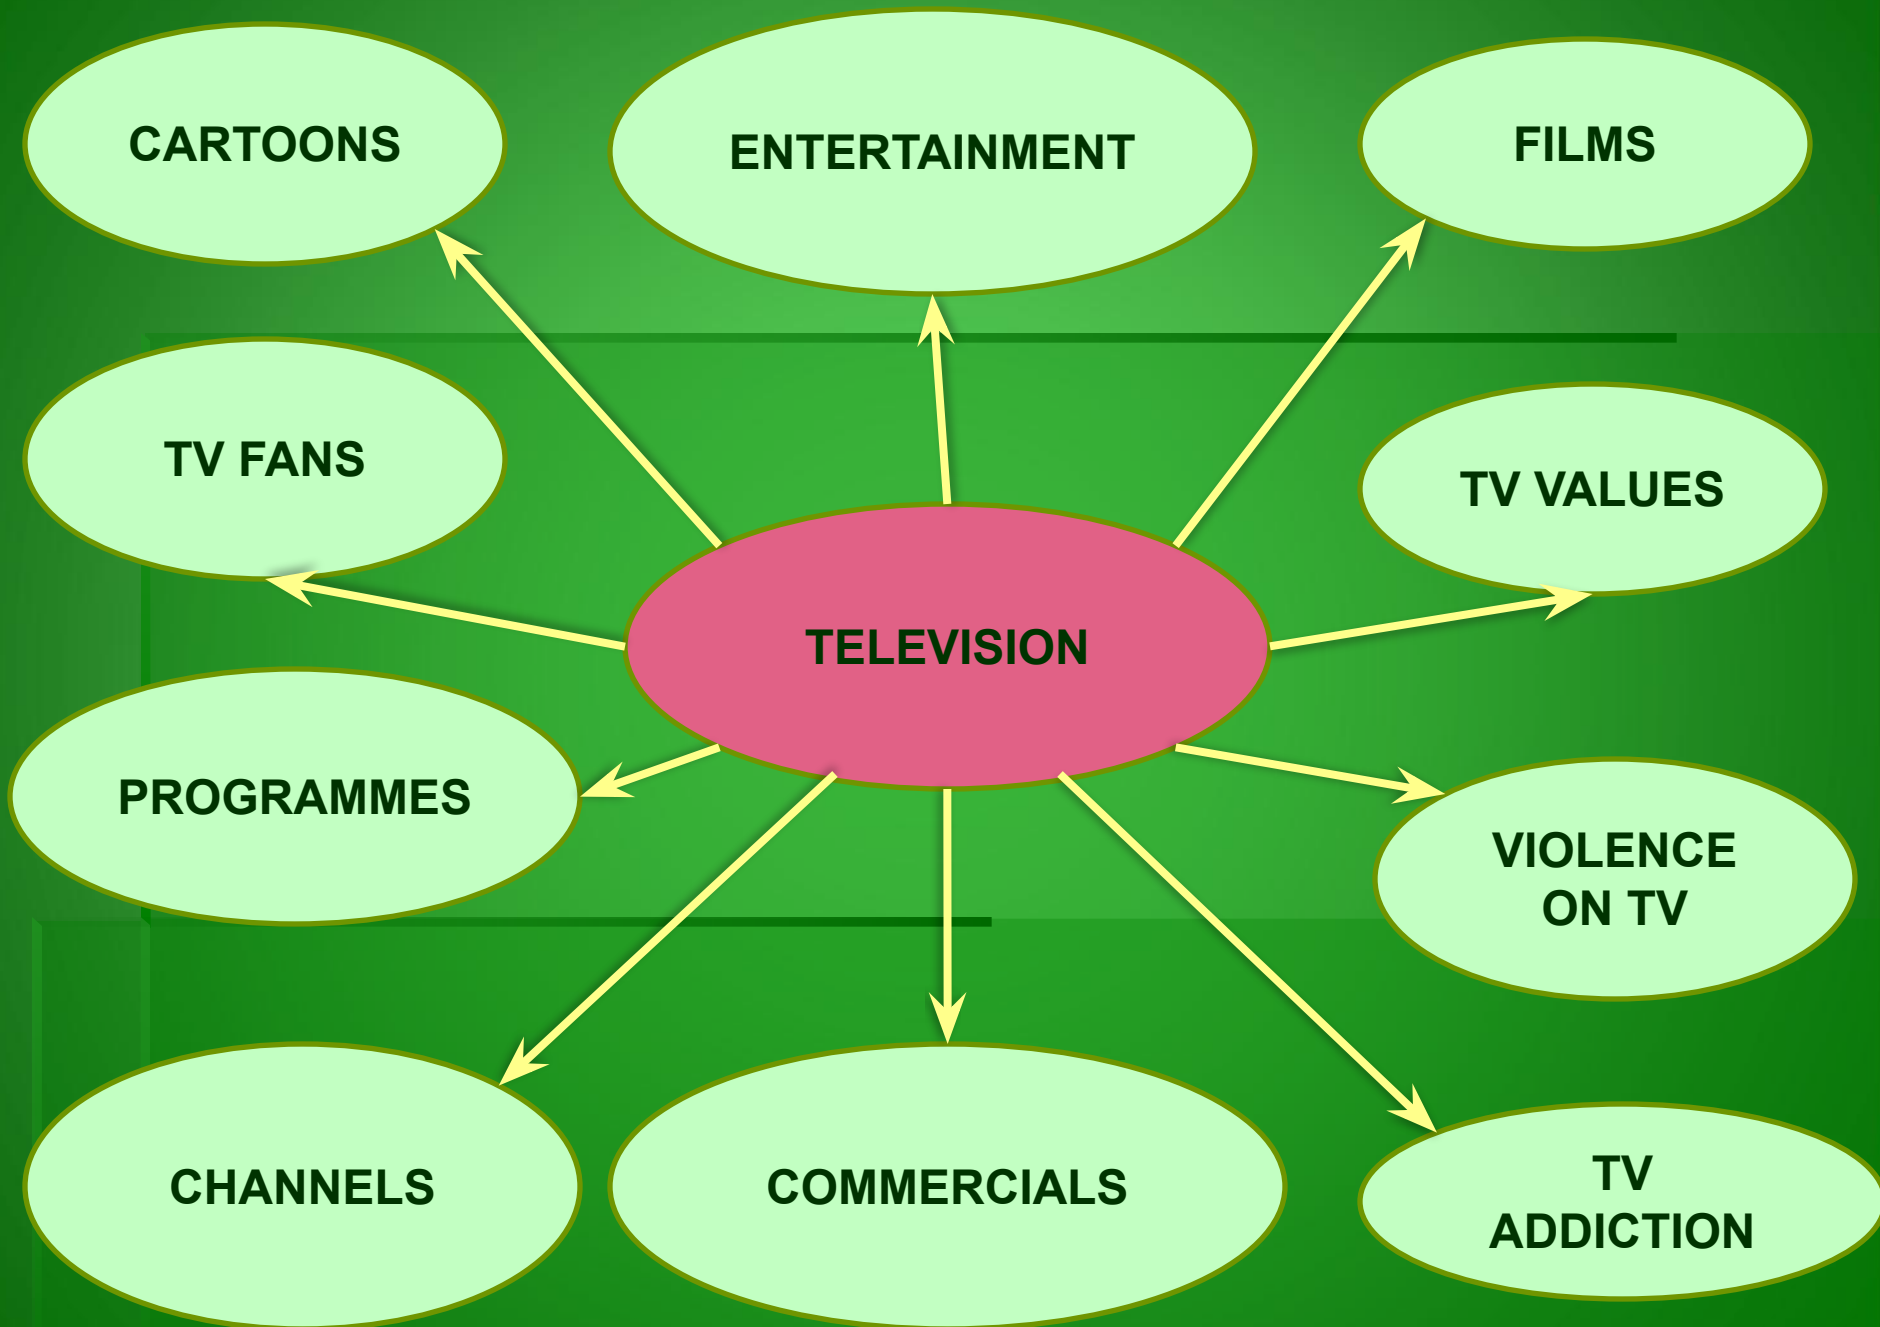 CARTOONS
ENTERTAINMENT
FILMS
TV FANS
TV VALUES
TELEVISION
PROGRAMMES
VIOLENCE
ON TV
CHANNELS
COMMERCIALS
TV
ADDICTION